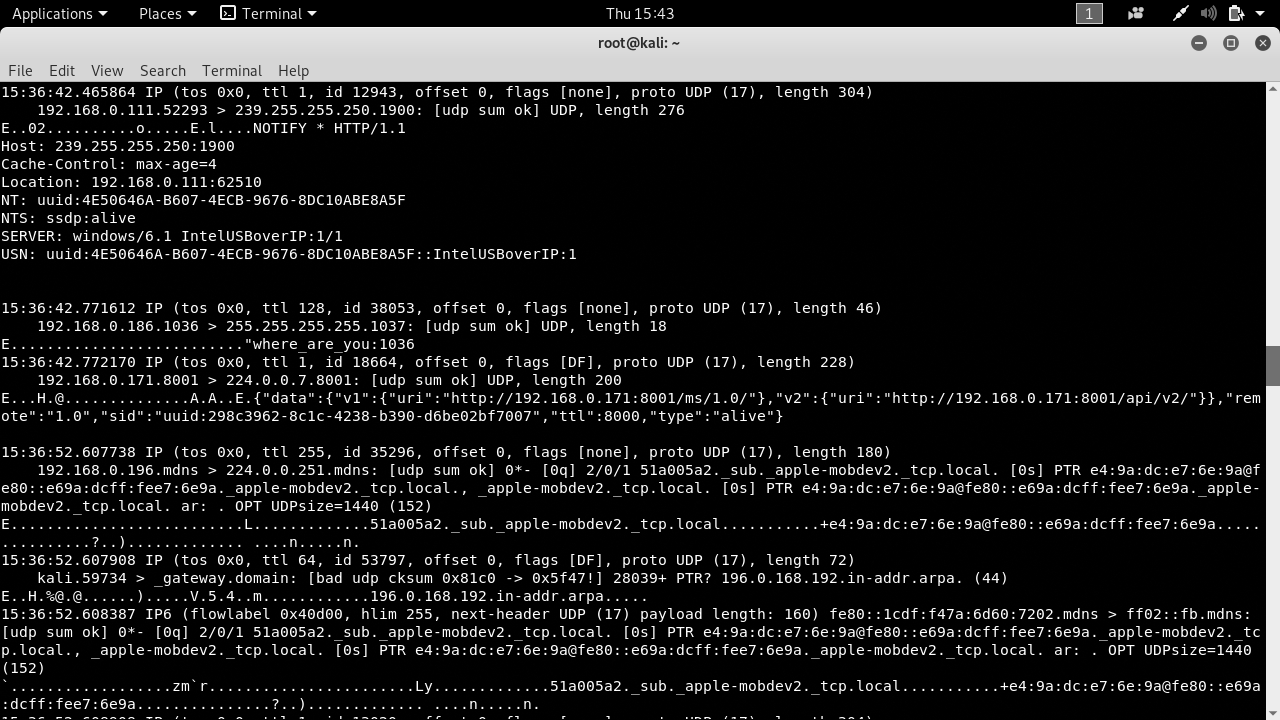 Applications Places Terminal Thu 15:43 1
root@kali: ~
File Edit View Search Terminal Help
15:36:42.465864 IP (tos 0x0, ttl 1, id 12943, offset 0, flags [none], proto UDP (17), length 304)
192.168.0.111.52293 > 239.255.255.250.1900: [udp sum ok] UDP, length 276
E..02..........o.....E.l....NOTIFY * HTTP/1.1
Host: 239.255.255.250:1900
Cache-Control: max-age=4
Location: 192.168.0.111:62510
NT: uuid:4E50646A-B607-4ECB-9676-8DC10ABE8A5F
NTS: ssdp:alive
SERVER: windows/6.1 IntelUSBoverIP:1/1
USN: uuid:4E50646A-B607-4ECB-9676-8DC10ABE8A5F::IntelUSBoverIP:1
15:36:42.771612 IP (tos 0x0, ttl 128, id 38053, offset 0, flags [none], proto UDP (17), length 46)
192.168.0.186.1036 > 255.255.255.255.1037: [udp sum ok] UDP, length 18
E.........................."where_are_you:1036
15:36:42.772170 IP (tos 0x0, ttl 1, id 18664, offset 0, flags [DF], proto UDP (17), length 228)
192.168.0.171.8001 > 224.0.0.7.8001: [udp sum ok] UDP, length 200
E...H.@..............A.A..E.{"data":{"v1":{"uri":"http://192.168.0.171:8001/ms/1.0/"},"v2":{"uri":"http://192.168.0.171:8001/api/v2/"}},"rem
ote":"1.0","sid":"uuid:298c3962-8c1c-4238-b390-d6be02bf7007","ttl":8000,"type":"alive"}
15:36:52.607738 IP (tos 0x0, ttl 255, id 35296, offset 0, flags [none], proto UDP (17), length 180)
192.168.0.196.mdns > 224.0.0.251.mdns: [udp sum ok] 0*- [0q] 2/0/1 51a005a2._sub._apple-mobdev2._tcp.local. [0s] PTR e4:9a:dc:e7:6e:9a@f
e80::e69a:dcff:fee7:6e9a._apple-mobdev2._tcp.local., _apple-mobdev2._tcp.local. [0s] PTR e4:9a:dc:e7:6e:9a@fe80::e69a:dcff:fee7:6e9a._apple-
mobdev2._tcp.local. ar: . OPT UDPsize=1440 (152)
E..........................L.............51a005a2._sub._apple-mobdev2._tcp.local...........+e4:9a:dc:e7:6e:9a@fe80::e69a:dcff:fee7:6e9a.....
..............?..)............. ....n.....n.
15:36:52.607908 IP (tos 0x0, ttl 64, id 53797, offset 0, flags [DF], proto UDP (17), length 72)
kali.59734 > _gateway.domain: [bad udp cksum 0x81c0 -> 0x5f47!] 28039+ PTR? 196.0.168.192.in-addr.arpa. (44)
E..H.%@.@......).....V.5.4..m............196.0.168.192.in-addr.arpa.....
15:36:52.608387 IP6 (flowlabel 0x40d00, hlim 255, next-header UDP (17) payload length: 160) fe80::1cdf:f47a:6d60:7202.mdns > ff02::fb.mdns:
[udp sum ok] 0*- [0q] 2/0/1 51a005a2._sub._apple-mobdev2._tcp.local. [0s] PTR e4:9a:dc:e7:6e:9a@fe80::e69a:dcff:fee7:6e9a._apple-mobdev2._tc
p.local., _apple-mobdev2._tcp.local. [0s] PTR e4:9a:dc:e7:6e:9a@fe80::e69a:dcff:fee7:6e9a._apple-mobdev2._tcp.local. ar: . OPT UDPsize=1440
(152)
`..................zm`r.......................Ly.............51a005a2._sub._apple-mobdev2._tcp.local...........+e4:9a:dc:e7:6e:9a@fe80::e69a
:dcff:fee7:6e9a...............?..)............. ....n.....n.